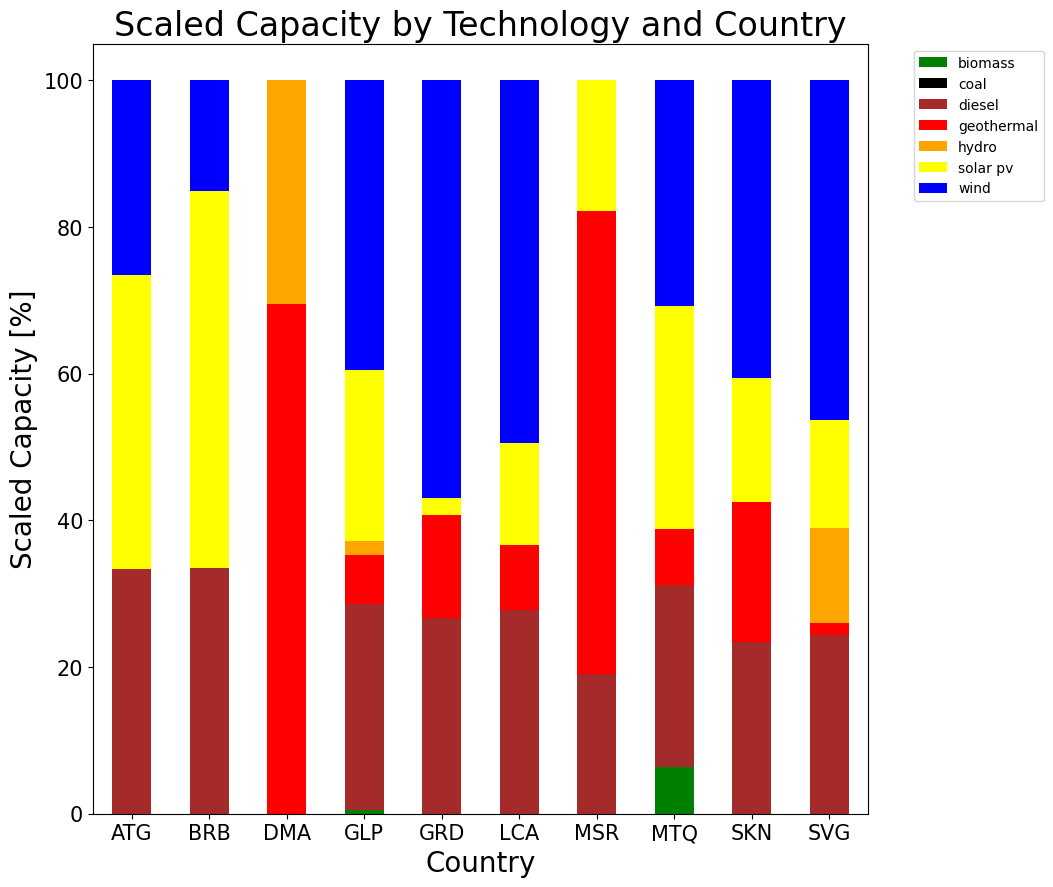 Scaled Capacity by Technology and Country
100
80
60
40
20
0
Scaled Capacity [%]
ATG BRB DMA GLP GRD LCA MSR MTQ SKN SVG
Country
biomass
coal
diesel
geothermal
hydro
solar pv
wind